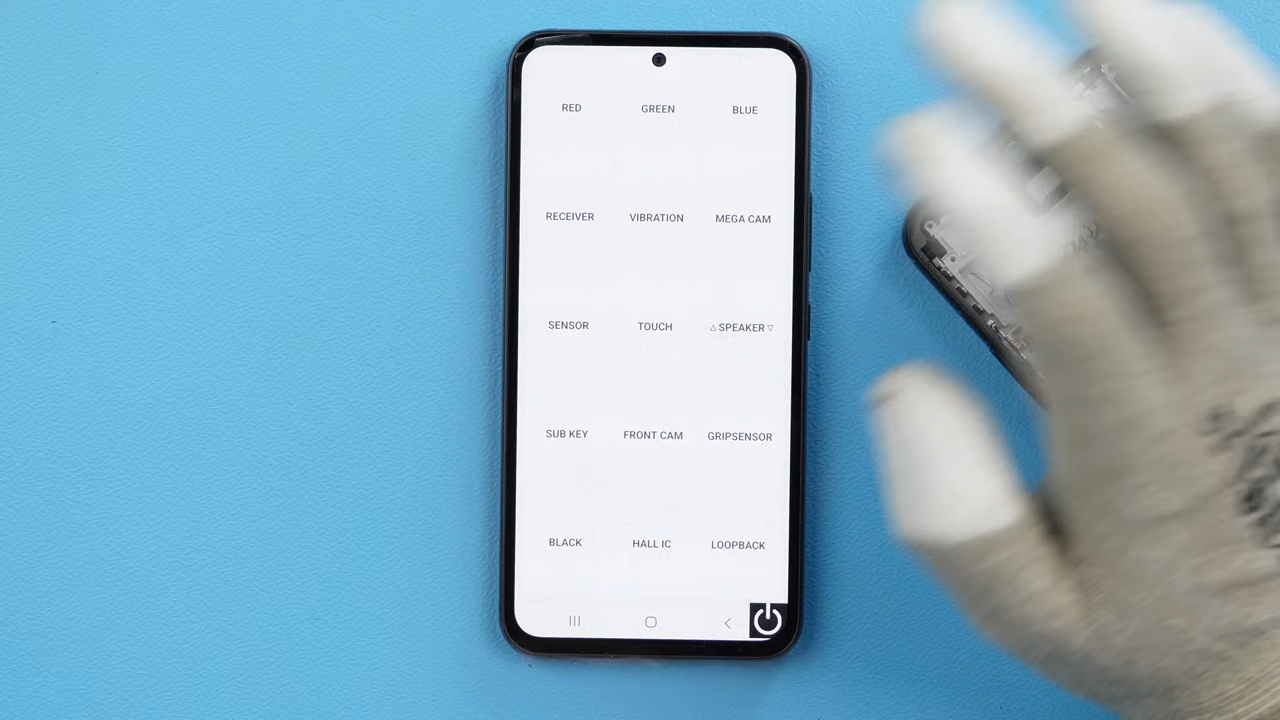 RED GREEN BLUE
RECEIVER VIBRATION MEGA CAM
SENSOR TOUCH △SPEAKER▽
SUB KEY FRONT CAM GRIPSENSOR
BLACK HALL IC LOOPBACK